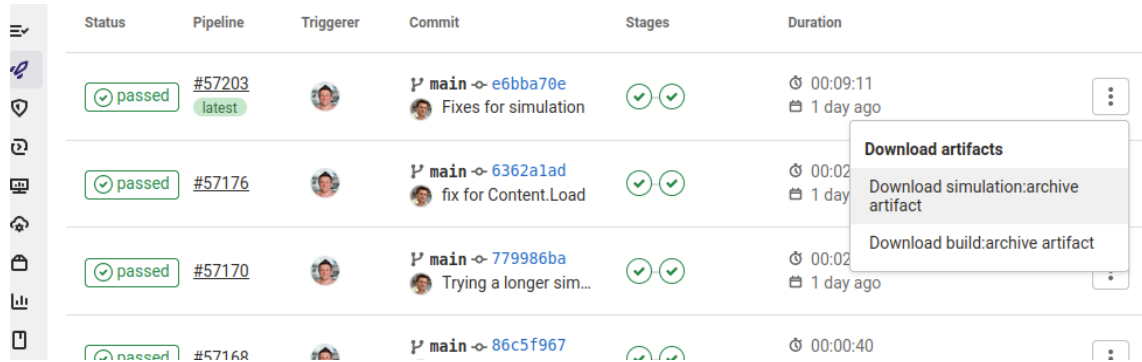 Status Pipeline Triggerer Commit Stages Duration
passed #57203 main e6bba70e 00:09:11
latest Fixes for simulation 1 day ago
Download artifacts
Download simulation:archive
artifact
Download build:archive artifact
passed #57176 main 6362a1ad 00:02
fix for Content.Load 1 day
passed #57170 main 779986ba 00:02
Trying a longer sim... 1 day ago
passed #57168 main 86c5f967 00:00:40